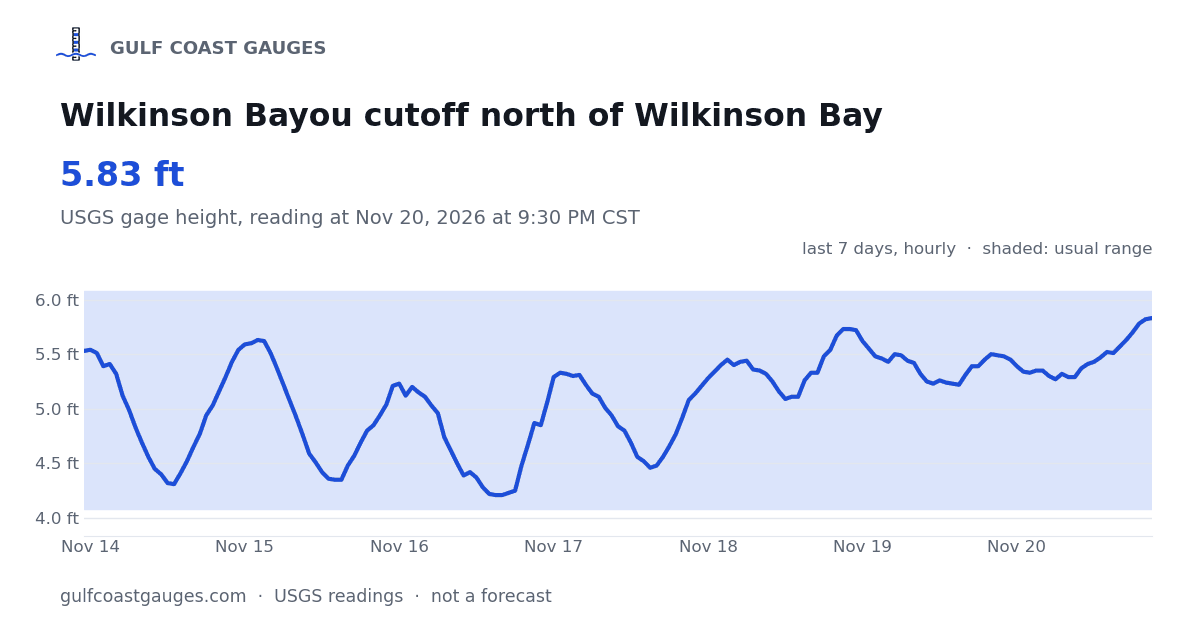 GULF COAST GAUGES
Wilkinson Bayou cutoff north of Wilkinson Bay
5.83 ft
USGS gage height, reading at Nov 20, 2026 at 9:30 PM CST
last 7 days, hourly · shaded: usual range
6.0 ft
5.5 ft
5.0 ft
4.5 ft
4.0 ft
Nov 14 Nov 15 Nov 16 Nov 17 Nov 18 Nov 19 Nov 20
gulfcoastgauges.com · USGS readings · not a forecast